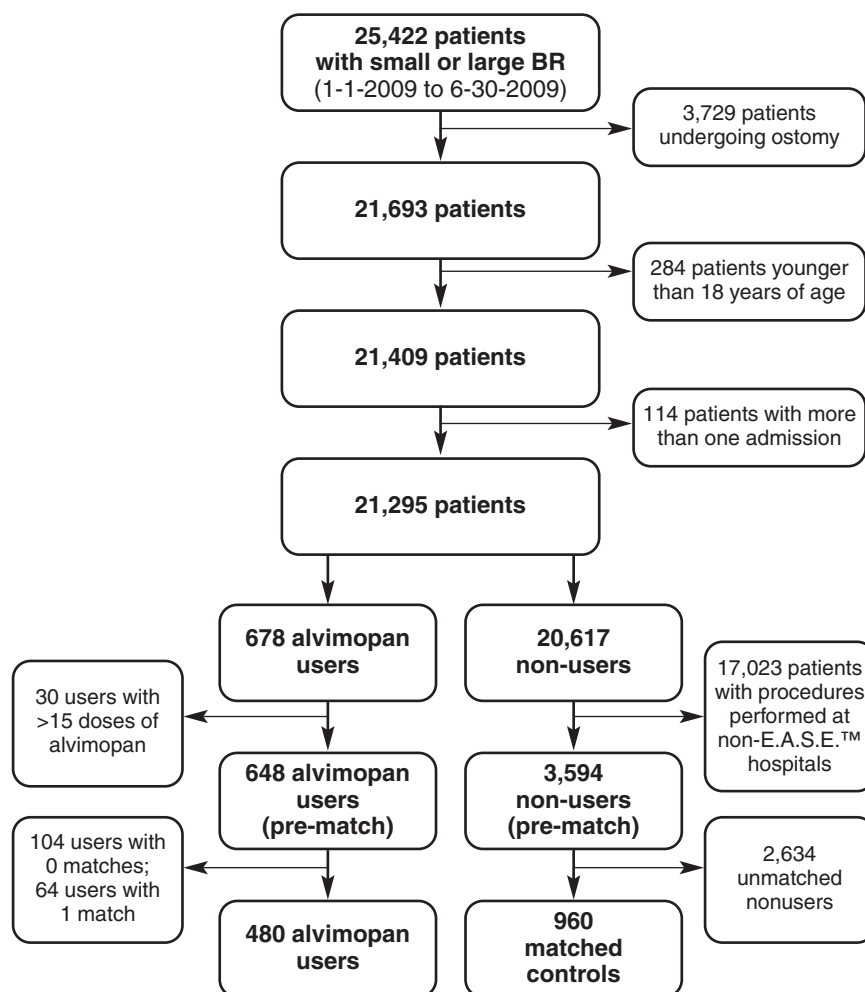 25,422 patients
with small or large BR
(1-1-2009 to 6-30-2009)
3,729 patients
undergoing ostomy
21,693 patients
284 patients younger
than 18 years of age
21,409 patients
114 patients with more
than one admission
21,295 patients
678 alvimopan
users
20,617
non-users
30 users with
>15 doses of
alvimopan
17,023 patients
with procedures
performed at
non-E.A.S.E.™
hospitals
648 alvimopan
users
(pre-match)
3,594
non-users
(pre-match)
104 users with
0 matches;
64 users with
1 match
2,634
unmatched
nonusers
480 alvimopan
users
960
matched
controls